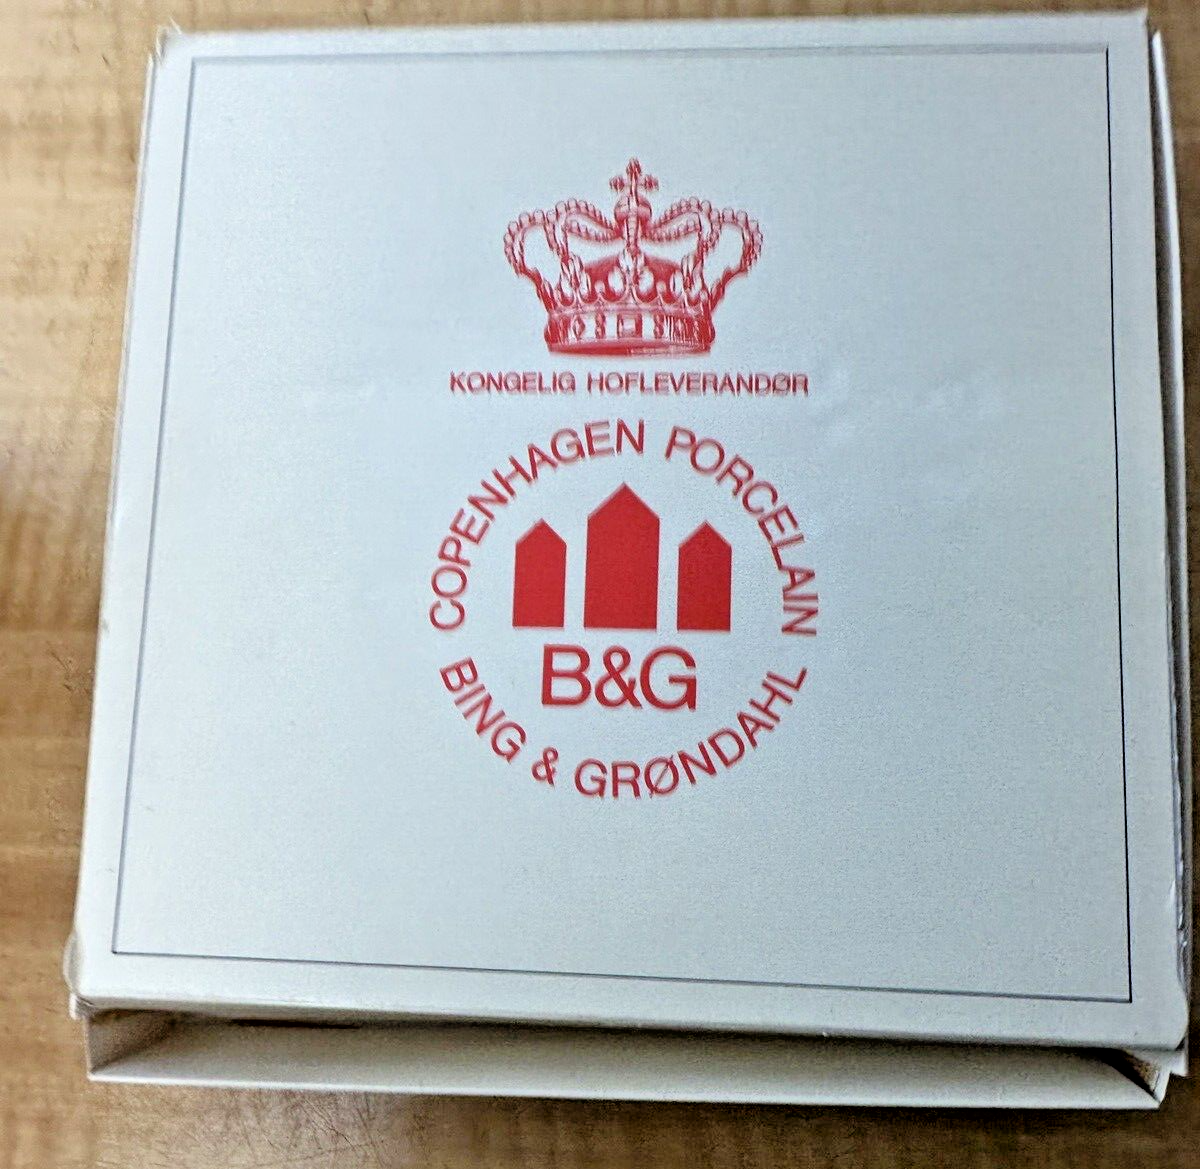 KONGELIG HOFLEVERANDØR
COPENHAGEN PORCELAIN
B&G
BING & GRØNDAHL